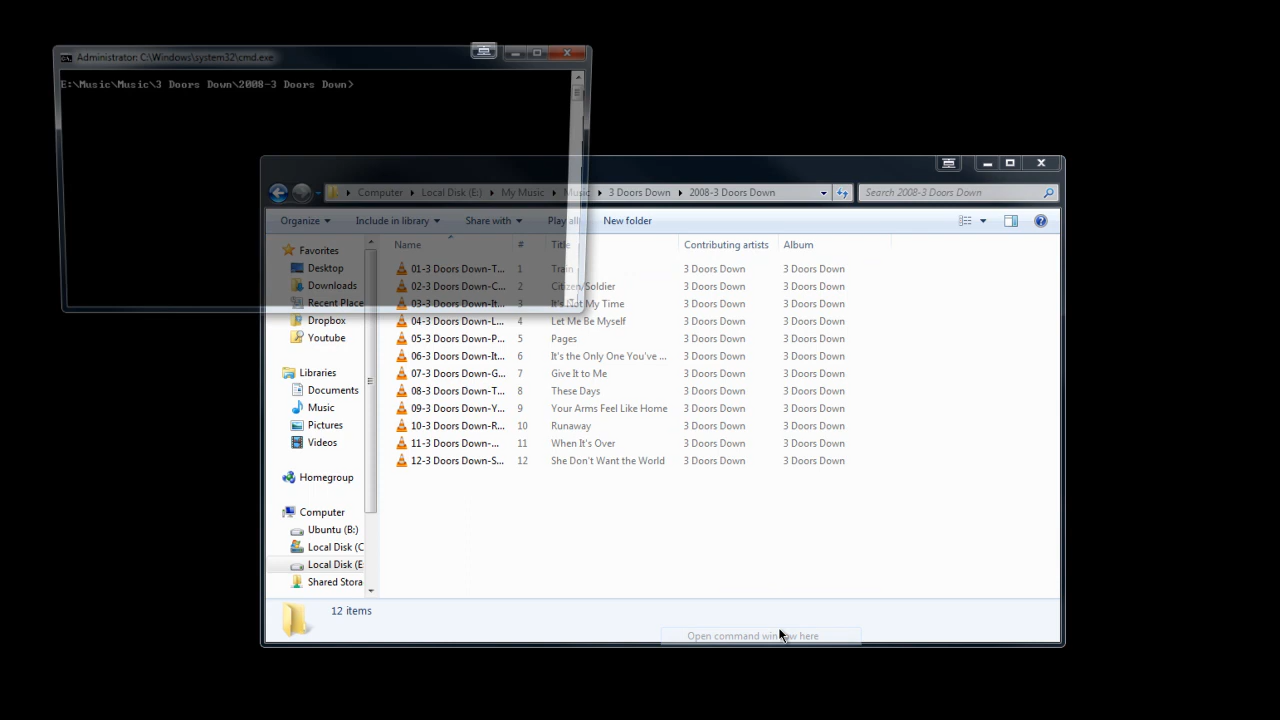 Administrator: C:\Windows\system32\cmd.exe
E:\Music\Music\3 Doors Down\2008-3 Doors Down>
Computer Local Disk (E:) My Music Music 3 Doors Down 2008-3 Doors Down Search 2008-3 Doors Down
Organize Include in library Share with Play all New folder
Name # Title Contributing artists Album
01-3 Doors Down-T... 1 Train 3 Doors Down 3 Doors Down
02-3 Doors Down-C... 2 Citizen/Soldier 3 Doors Down 3 Doors Down
03-3 Doors Down-It... 3 It's Not My Time 3 Doors Down 3 Doors Down
04-3 Doors Down-L... 4 Let Me Be Myself 3 Doors Down 3 Doors Down
05-3 Doors Down-P... 5 Pages 3 Doors Down 3 Doors Down
06-3 Doors Down-It... 6 It's the Only One You've ... 3 Doors Down 3 Doors Down
07-3 Doors Down-G... 7 Give It to Me 3 Doors Down 3 Doors Down
08-3 Doors Down-T... 8 These Days 3 Doors Down 3 Doors Down
09-3 Doors Down-Y... 9 Your Arms Feel Like Home 3 Doors Down 3 Doors Down
10-3 Doors Down-R... 10 Runaway 3 Doors Down 3 Doors Down
11-3 Doors Down-... 11 When It's Over 3 Doors Down 3 Doors Down
12-3 Doors Down-S... 12 She Don't Want the World 3 Doors Down 3 Doors Down
Favorites
Desktop
Downloads
Recent Place
Dropbox
Youtube
Libraries
Documents
Music
Pictures
Videos
Homegroup
Computer
Ubuntu (B:)
Local Disk (C
Local Disk (E
Shared Stora
12 items
Open command window here